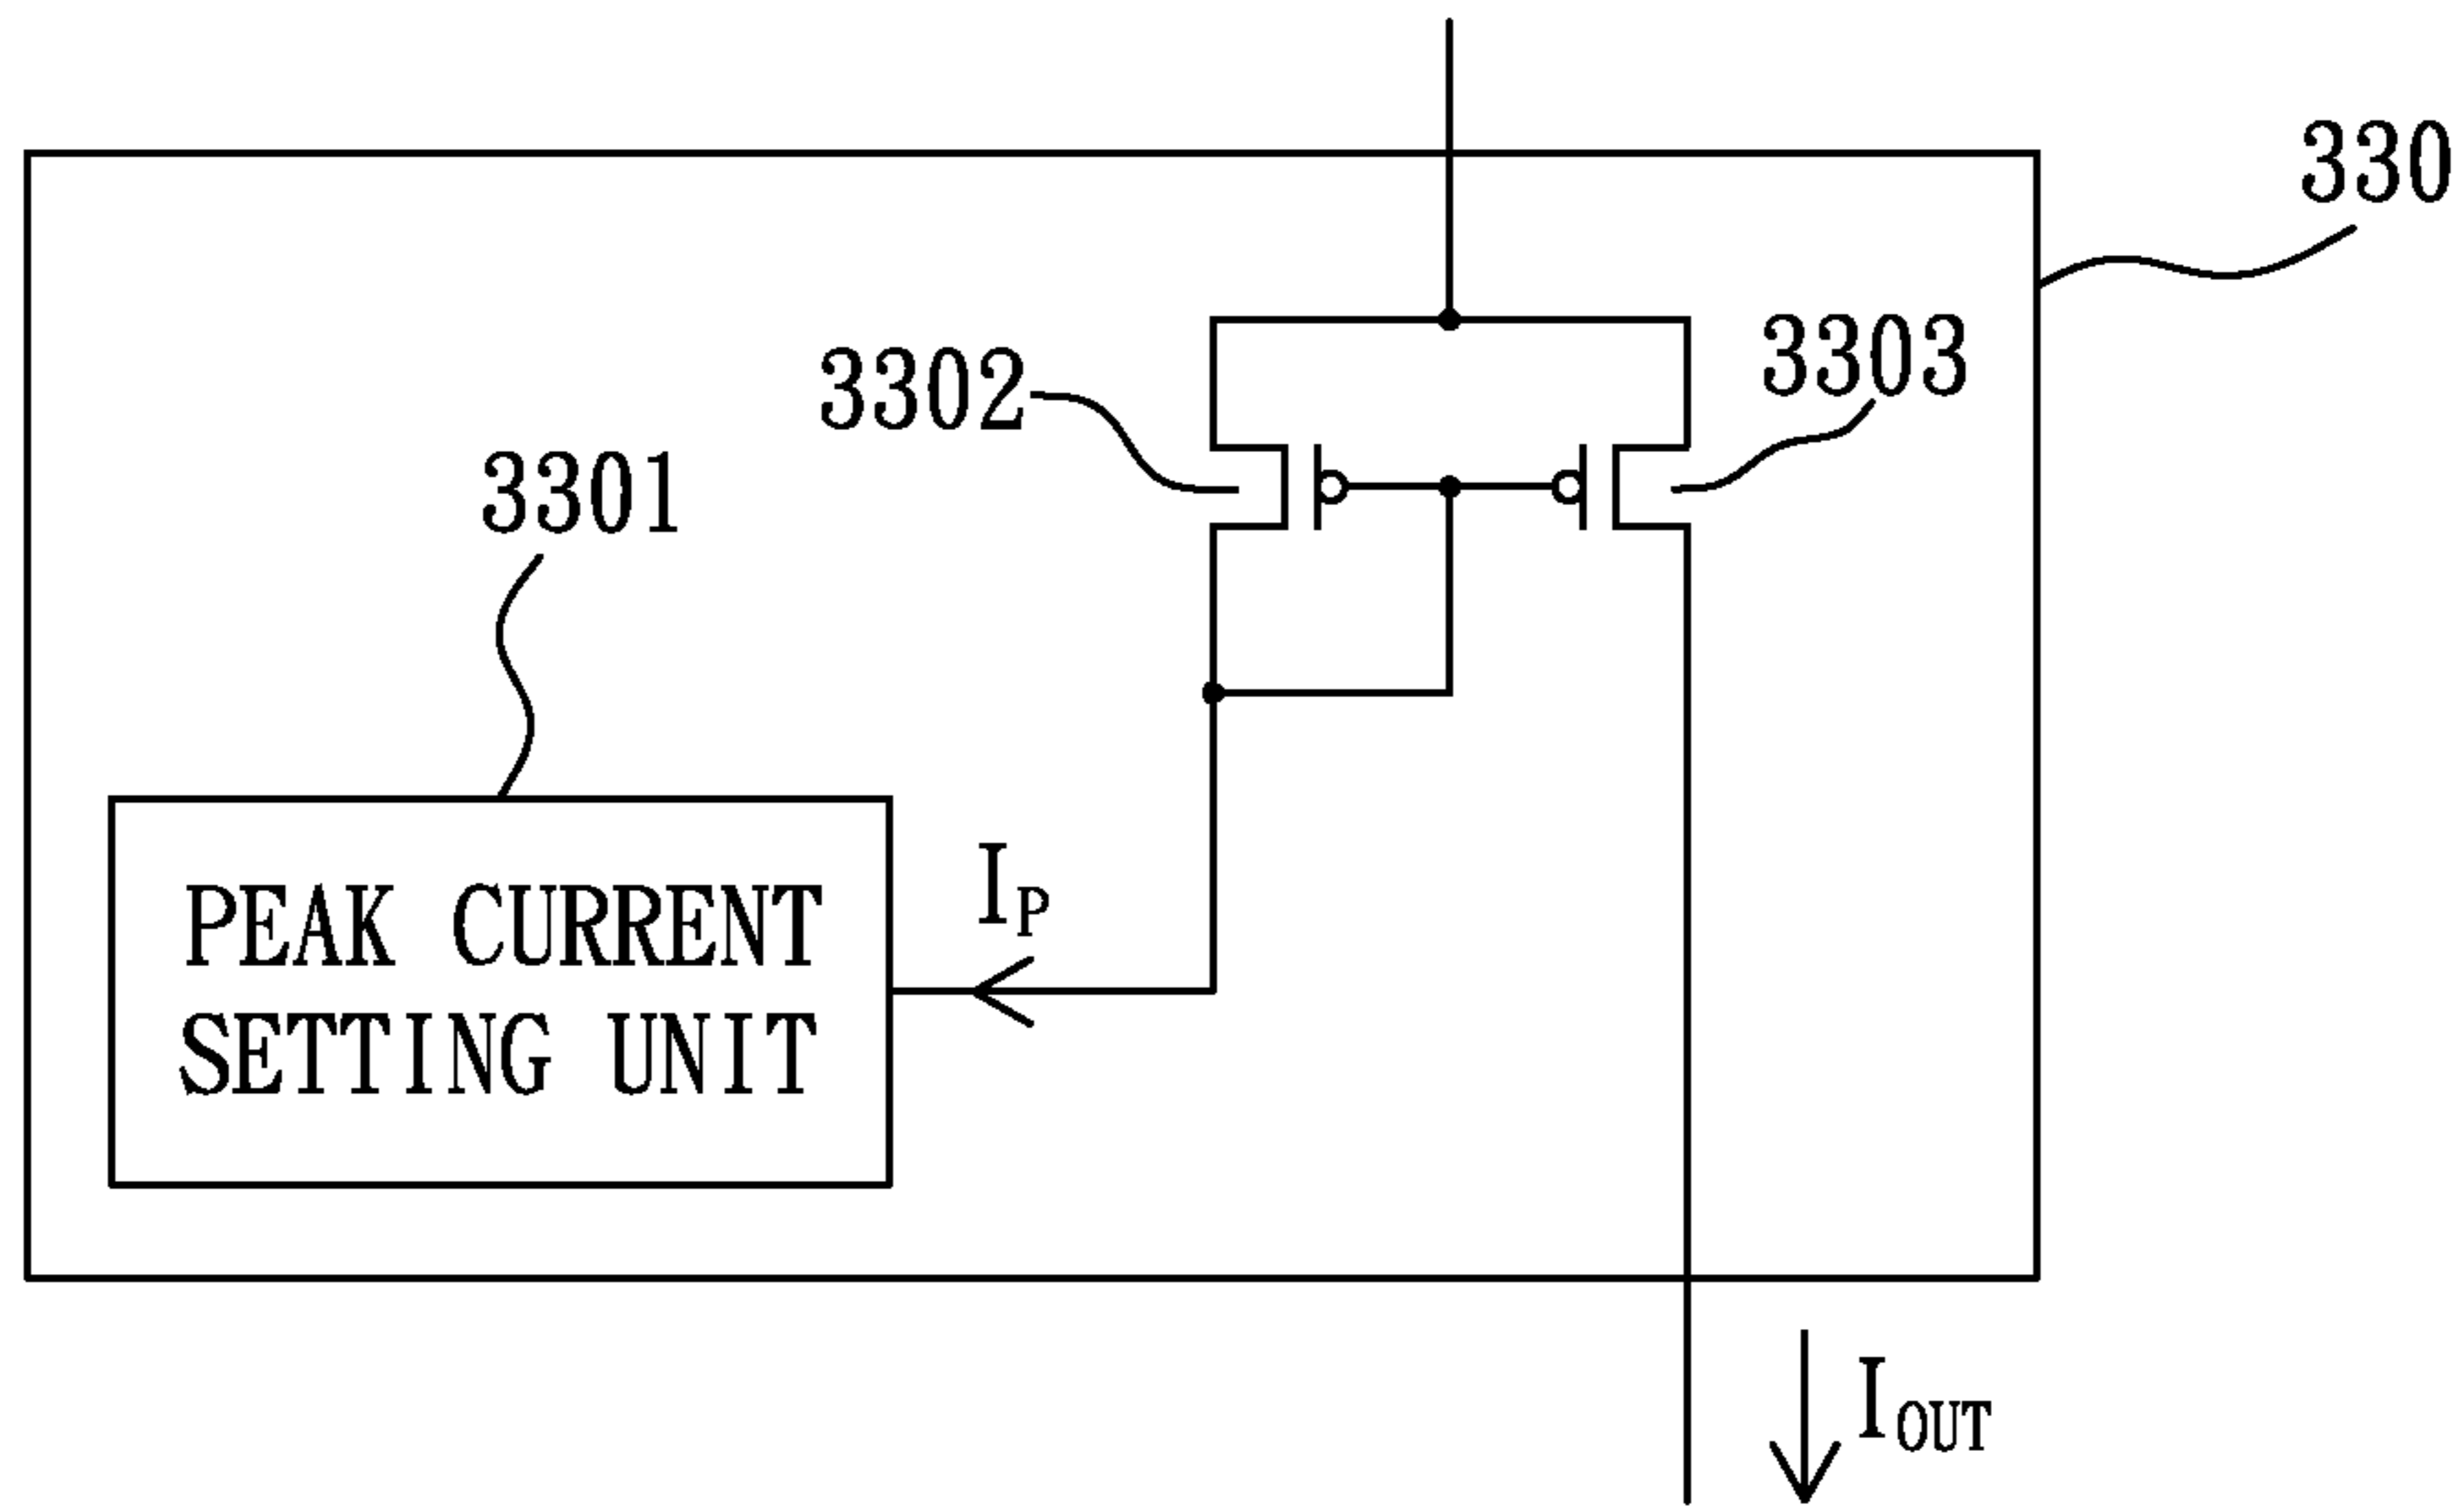 330
3303
3302
3301
IP
PEAK CURRENT
SETTING UNIT
IOUT